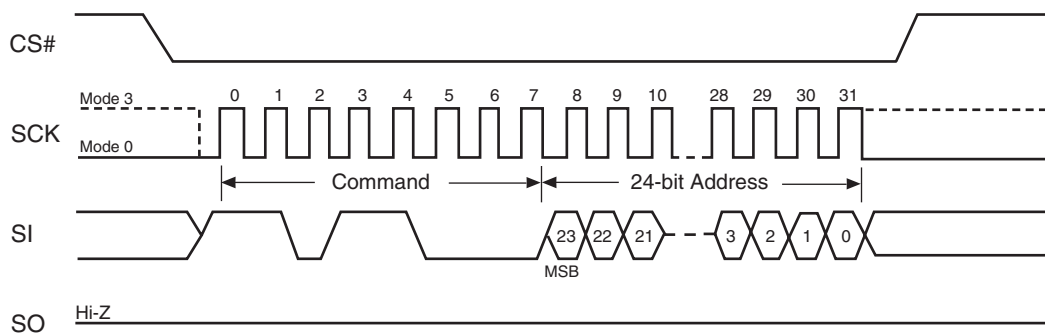 CS#
Mode 3
0 1 2 3 4 5 6 7 8 9 10 28 29 30 31
SCK
Mode 0
Command
24-bit Address
SI
23 22 21 3 2 1 0
MSB
Hi-Z
SO